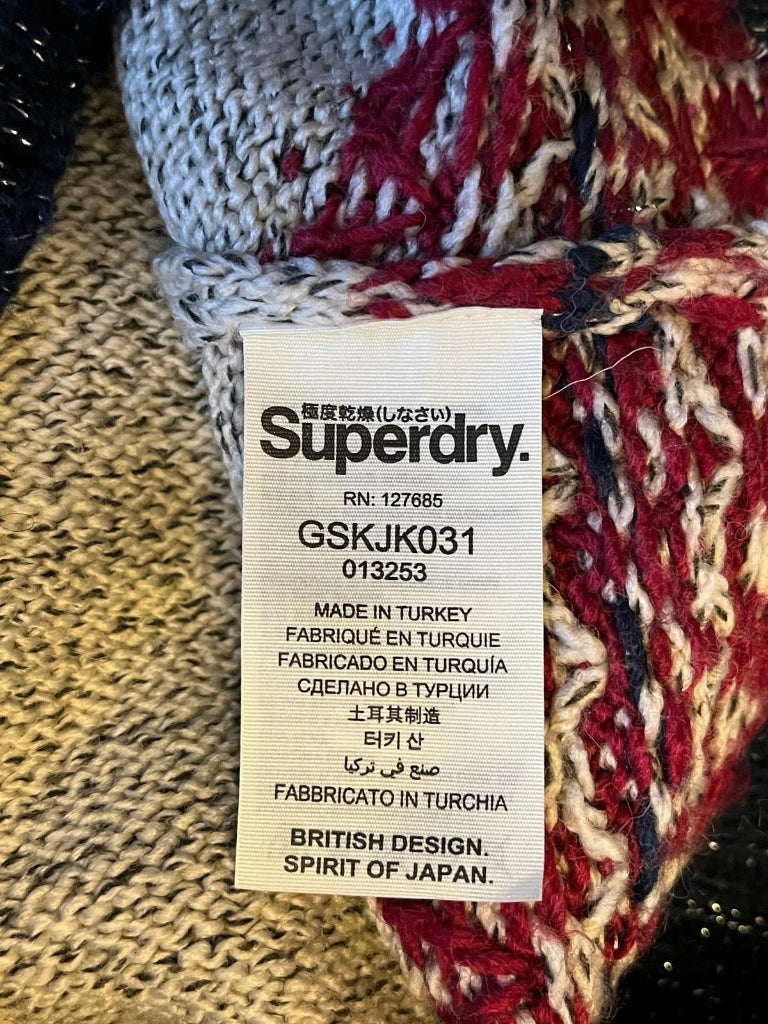 極度乾燥(しなさい)
Superdry.
RN: 127685
GSKJK031
013253
MADE IN TURKEY
FABRIQUÉ EN TURQUIE
FABRICADO EN TURQUÍA
СДЕЛАНО В ТУРЦИИ
土耳其制造
터키 산
صنع في تركيا
FABBRICATO IN TURCHIA
BRITISH DESIGN.
SPIRIT OF JAPAN.